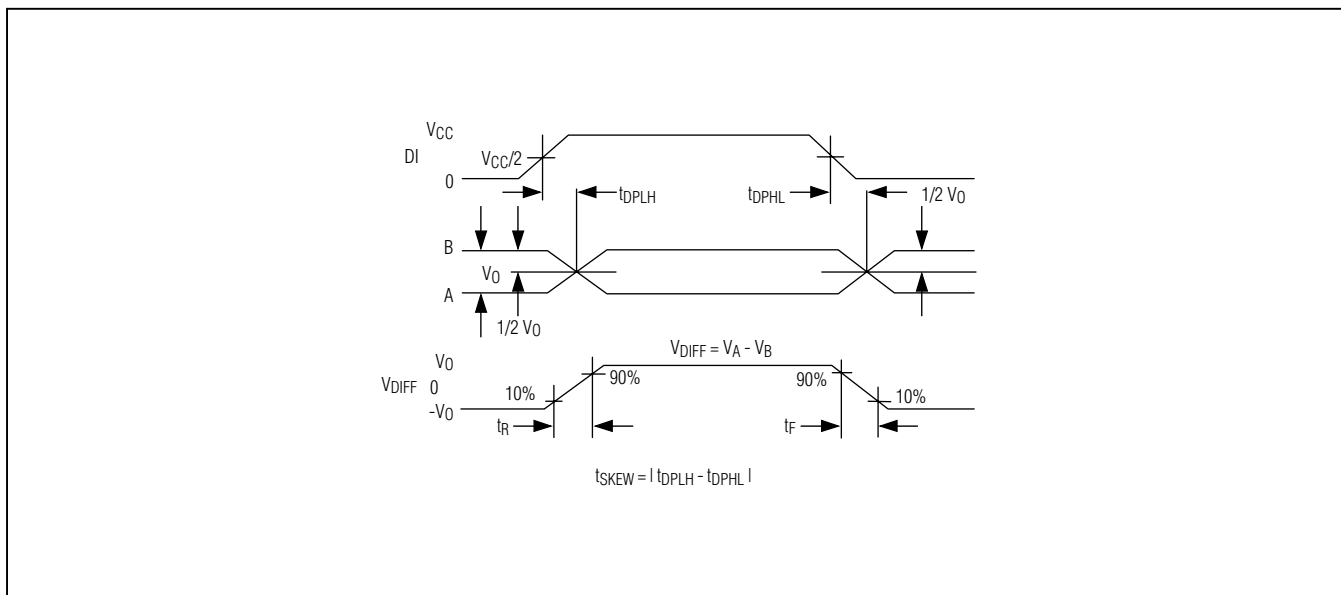 VCC
DI
VCC/2
0
tDPLH
tDPHL
1/2 VO
B
VO
A
1/2 VO
VDIFF = VA - VB
VO
VDIFF 0
-VO
10%
90%
90%
10%
tR
tF
tSKEW = | tDPLH - tDPHL |